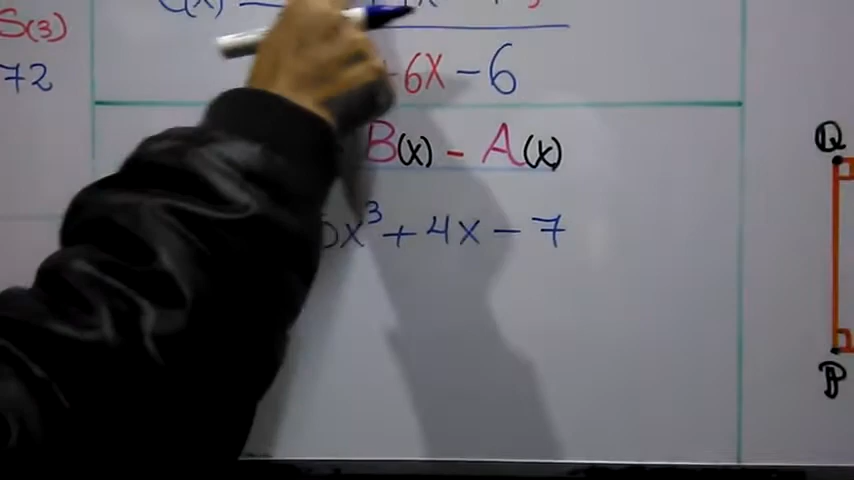 S(3)
72
+6x-6
B(x) - A(x)
x³+4x-7
Q
P